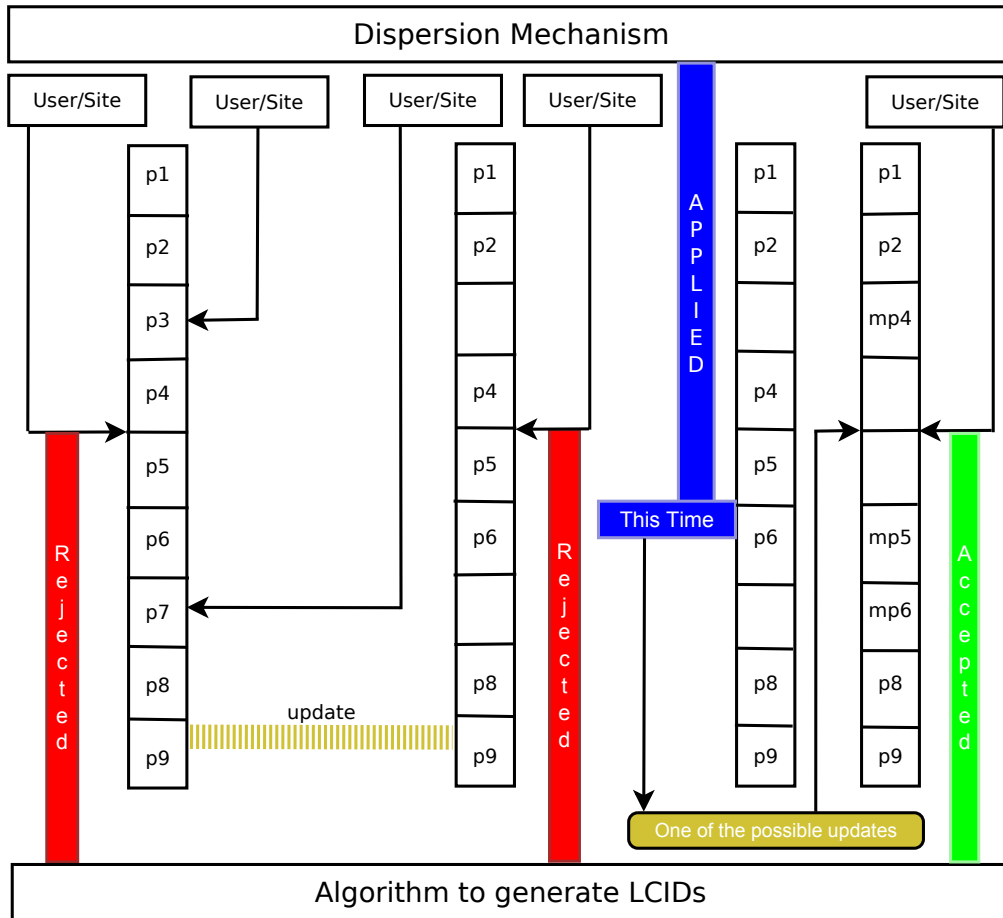 Dispersion Mechanism
User/Site
User/Site
User/Site
User/Site
User/Site
p1
p2
p3
p4
p5
p6
p7
p8
p9
p1
p2
p4
p5
p6
p8
p9
p1
p2
p4
p5
p6
p8
p9
p1
p2
mp4
mp5
mp6
p8
p9
APPLIED
This Time
Rejected
Rejected
Accepted
update
One of the possible updates
Algorithm to generate LCIDs